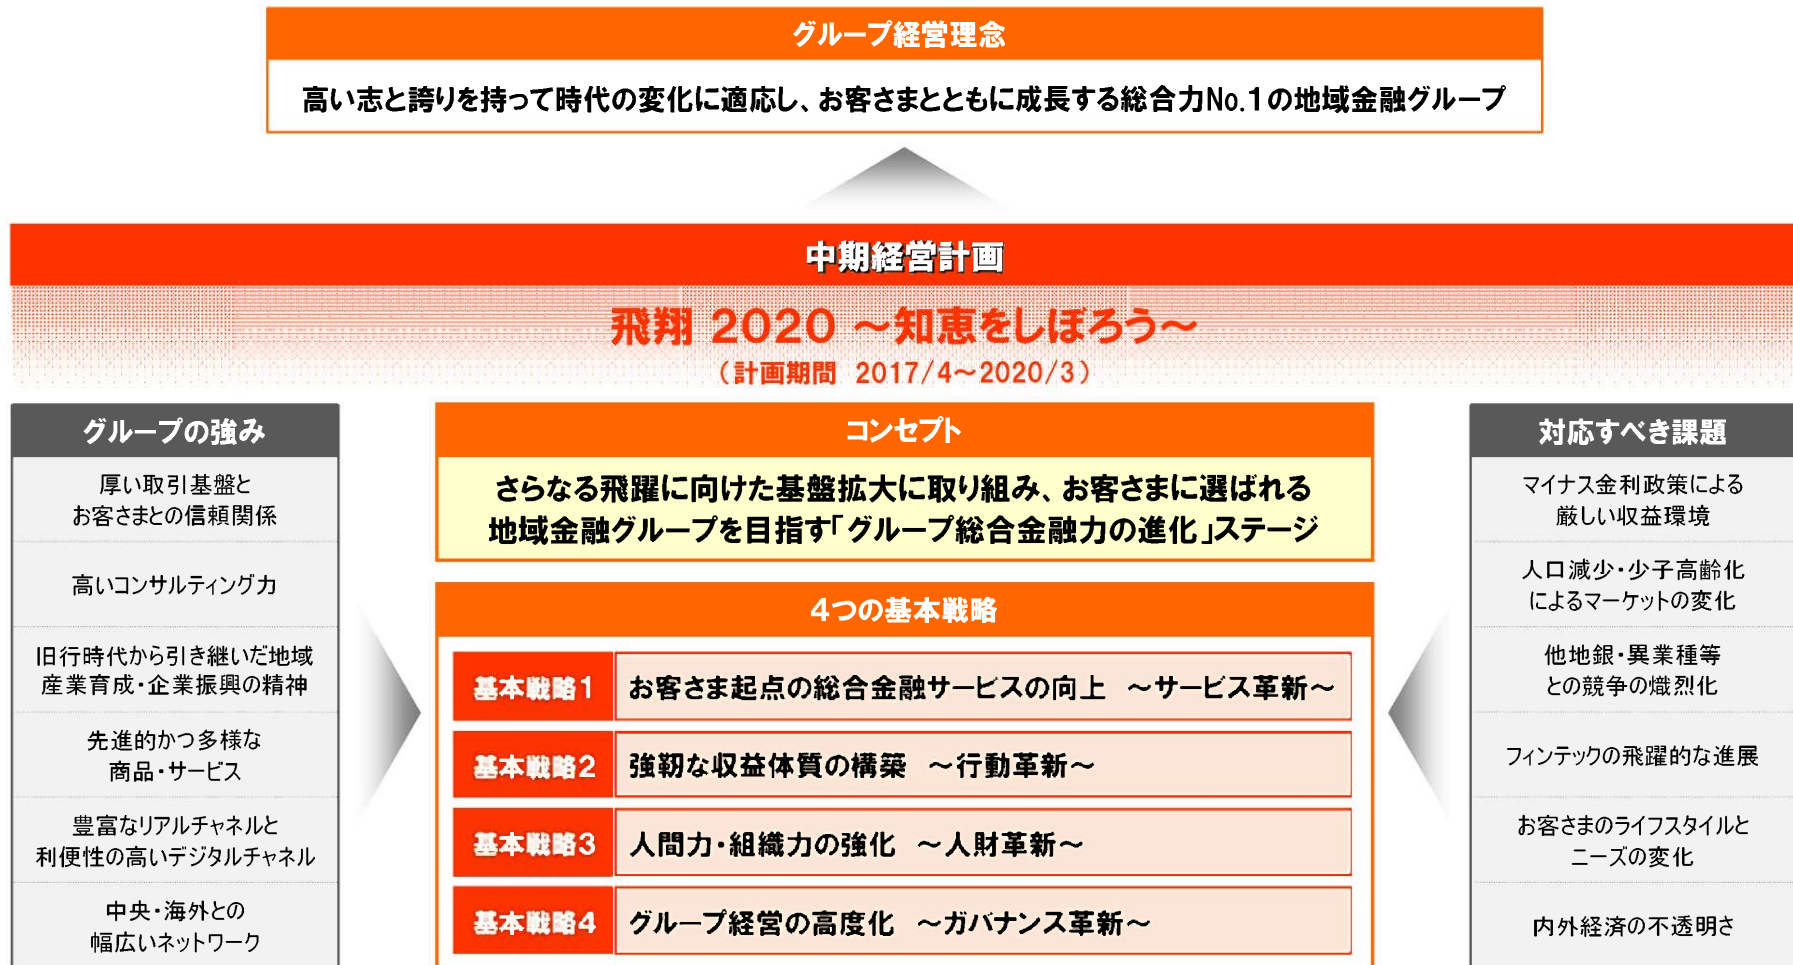 グループ経営理念
高い志と誇りを持って時代の変化に適応し、お客さまとともに成長する総合力No.1の地域金融グループ
中期経営計画
飛翔 2020 ～知恵をしぼろう～
（計画期間 2017/4～2020/3）
グループの強み
厚い取引基盤と
お客さまとの信頼関係
高いコンサルティング力
旧行時代から引き継いだ地域
産業育成・企業振興の精神
先進的かつ多様な
商品・サービス
豊富なリアルチャネルと
利便性の高いデジタルチャネル
中央・海外との
幅広いネットワーク
コンセプト
さらなる飛躍に向けた基盤拡大に取り組み、お客さまに選ばれる
地域金融グループを目指す「グループ総合金融力の進化」ステージ
4つの基本戦略
基本戦略1 お客さま起点の総合金融サービスの向上 ～サービス革新～
基本戦略2 強靭な収益体質の構築 ～行動革新～
基本戦略3 人間力・組織力の強化 ～人財革新～
基本戦略4 グループ経営の高度化 ～ガバナンス革新～
対応すべき課題
マイナス金利政策による
厳しい収益環境
人口減少・少子高齢化
によるマーケットの変化
他地銀・異業種等
との競争の熾烈化
フィンテックの飛躍的な進展
お客さまのライフスタイルと
ニーズの変化
内外経済の不透明さ